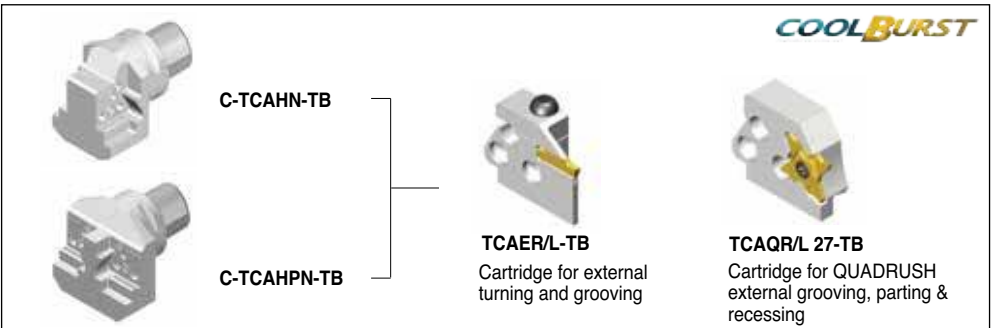 COOLBURST
C-TCAHN-TB
C-TCAHPN-TB
TCAER/L-TB
Cartridge for external
turning and grooving
TCAQR/L 27-TB
Cartridge for QUADRUSH
external grooving, parting &
recessing